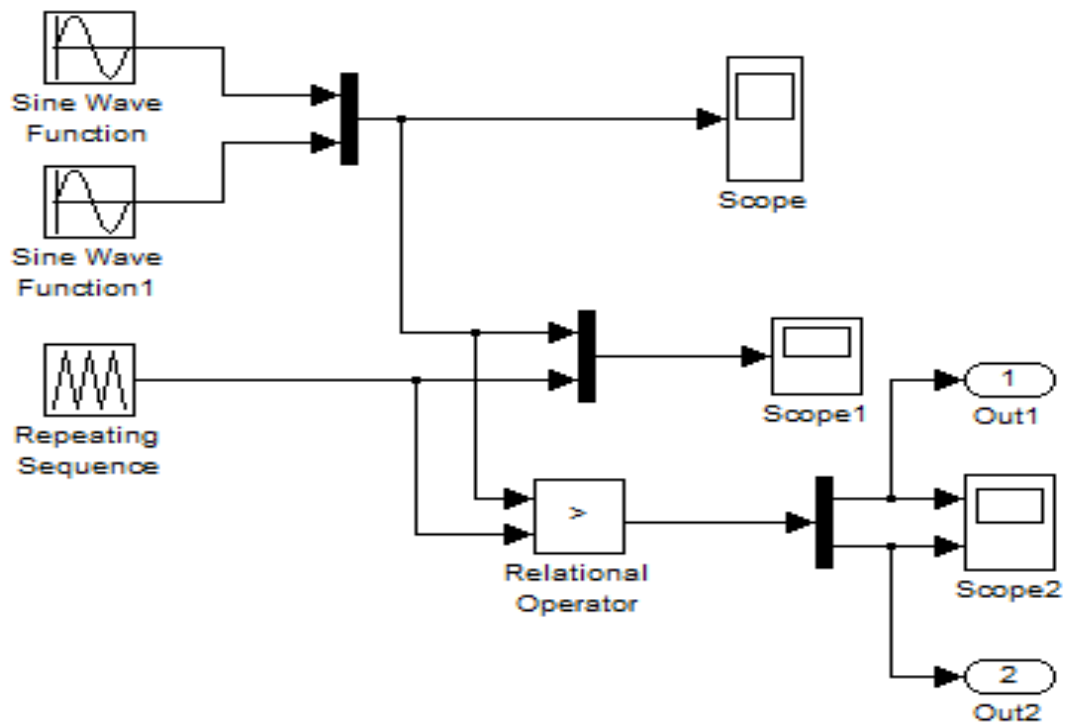 Sine Wave
Function
Scope
Sine Wave
Function1
Repeating
Sequence
Scope1
1
Out1
>
Relational
Operator
Scope2
2
Out2